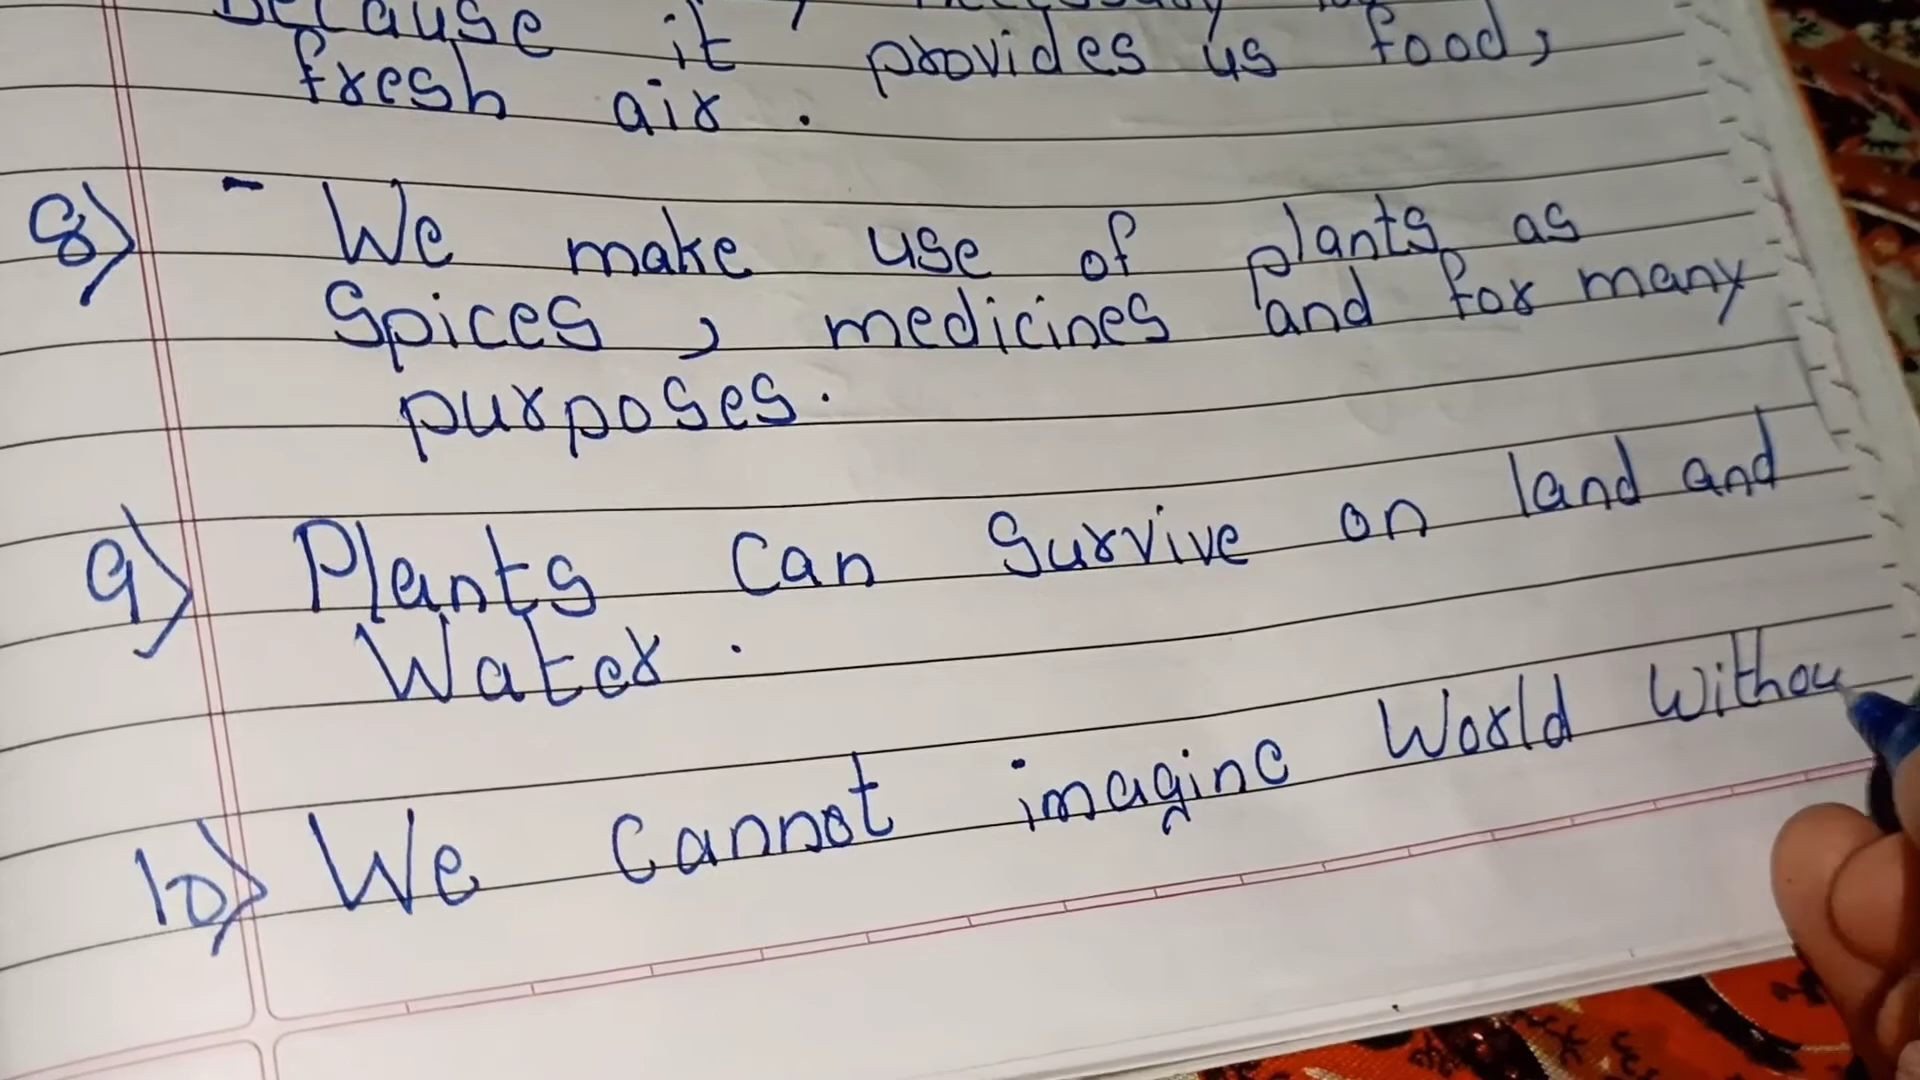 because it provides us food,
fresh air.
8) - We make use of plants as
Spices, medicines and for many
purposes.
9) Plants Can Survive on land and
Water.
10) We Cannot imagine World Withou